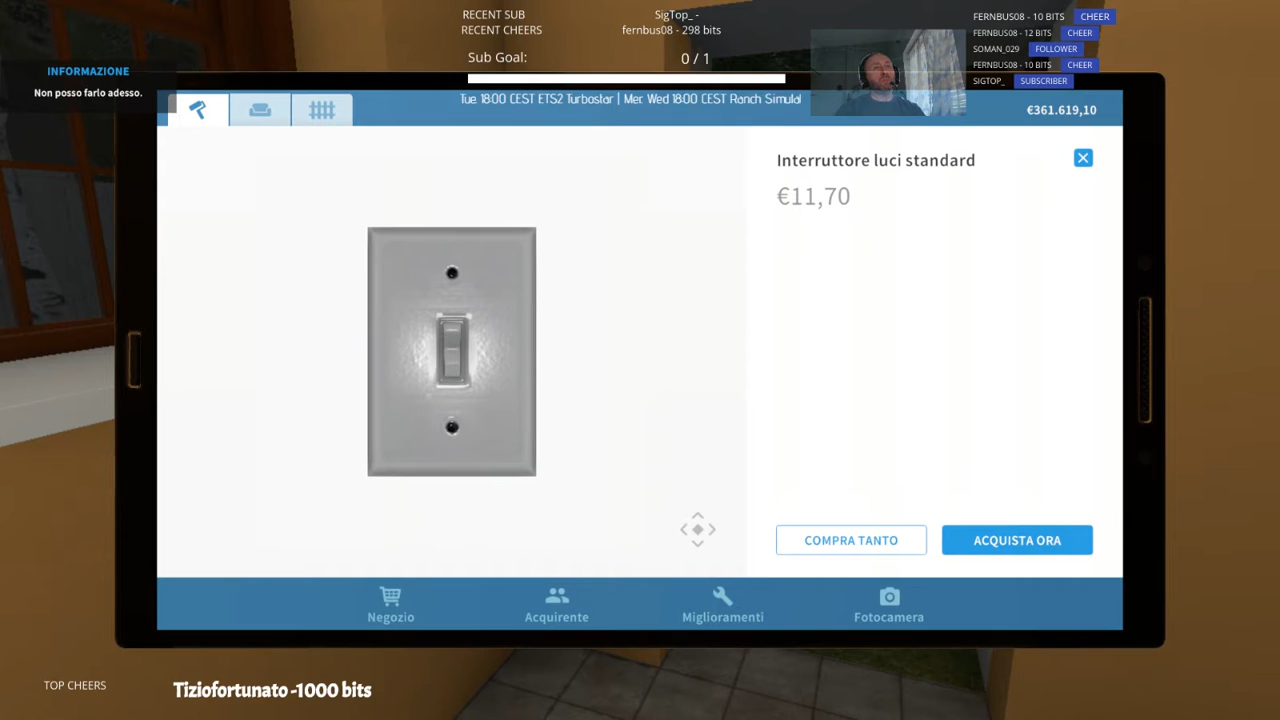 RECENT SUB
SigTop_ -
RECENT CHEERS
fernbus08 - 298 bits
Sub Goal:
0 / 1
FERNBUS08 - 10 BITS CHEER
FERNBUS08 - 12 BITS CHEER
SOMAN_029 FOLLOWER
FERNBUS08 - 10 BITS CHEER
SIGTOP_ SUBSCRIBER
INFORMAZIONE
Non posso farlo adesso.
Tue. 18:00 CEST ETS2 Turbostar | Mer. Wed 18:00 CEST Ranch Simulat
€361.619,10
Interruttore luci standard
€11,70
COMPRA TANTO
ACQUISTA ORA
Negozio
Acquirente
Miglioramenti
Fotocamera
TOP CHEERS
Tiziofortunato -1000 bits